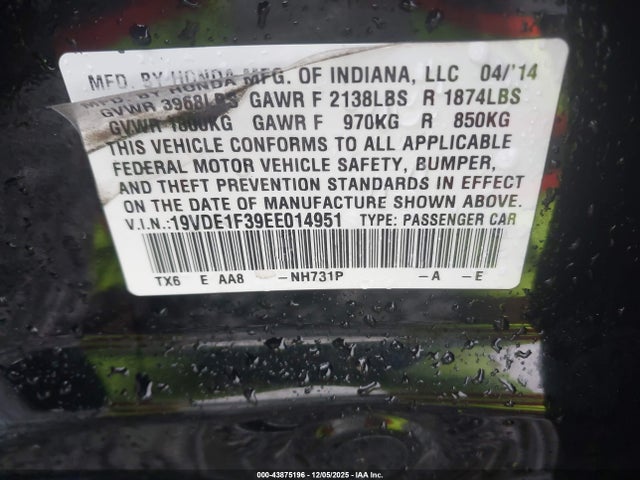 MFD. BY HONDA MFG. OF INDIANA, LLC 04/'14
GVWR 3968LBS GAWR F 2138LBS R 1874LBS
GVWR 1800KG GAWR F 970KG R 850KG
THIS VEHICLE CONFORMS TO ALL APPLICABLE
FEDERAL MOTOR VEHICLE SAFETY, BUMPER,
AND THEFT PREVENTION STANDARDS IN EFFECT
ON THE DATE OF MANUFACTURE SHOWN ABOVE.
V.I.N.:19VDE1F39EE014951 TYPE: PASSENGER CAR
TX6 E AA8 -NH731P -A -E
000-43875196 - 12/05/2025 - IAA Inc.